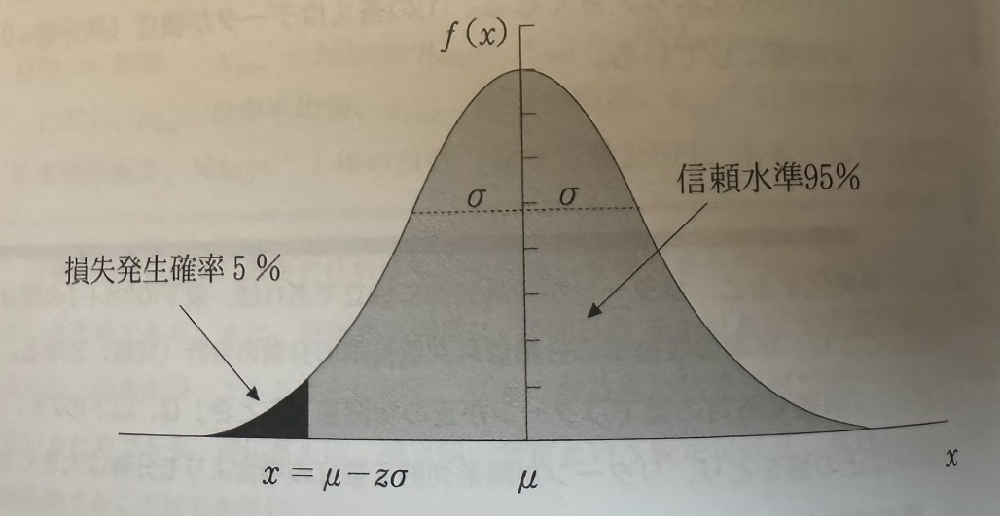 f(x)
σ
σ
信頼水準95%
損失発生確率5%
x = μ−zσ
μ
x